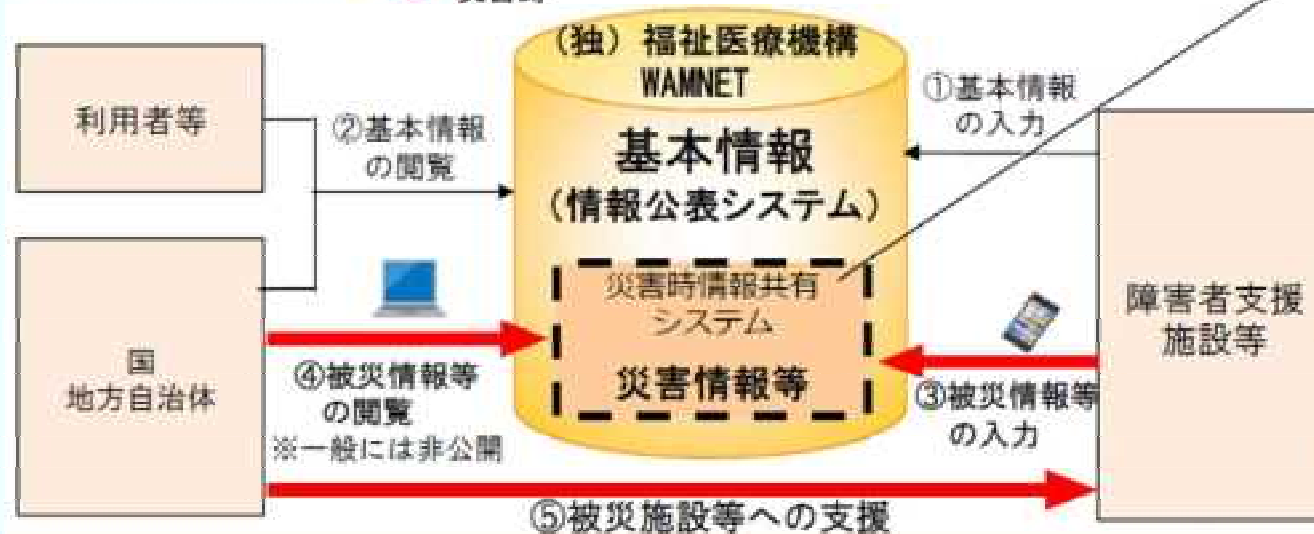 (独)福祉医療機構
WAMNET
基本情報
(情報公表システム)
災害時情報共有
システム
災害情報等
利用者等
国
地方自治体
障害者支援
施設等
①基本情報
の入力
②基本情報
の閲覧
③被災情報等
の入力
④被災情報等
の閲覧
※一般には非公開
⑤被災施設等への支援